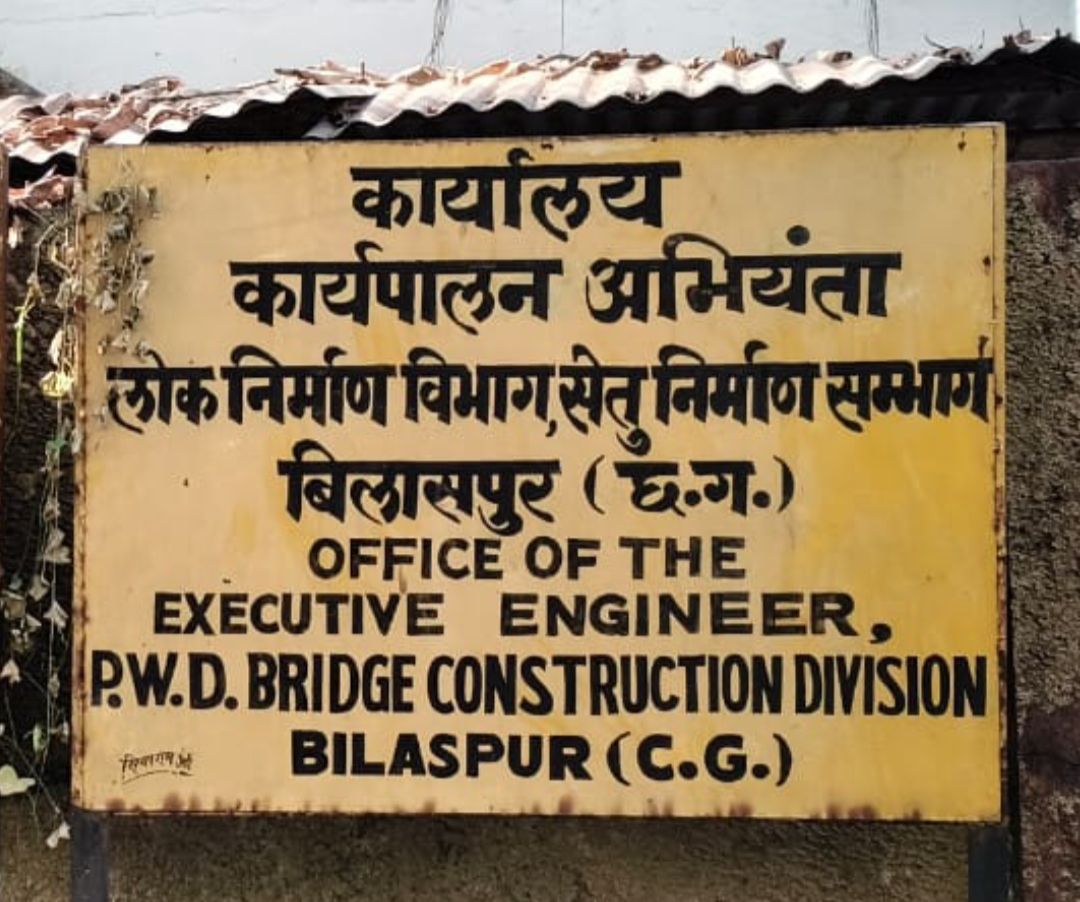 कार्यालय
कार्यपालन अभियंता
लोक निर्माण विभाग, सेतु निर्माण सम्भाग
बिलासपुर (छ.ग.)
OFFICE OF THE
EXECUTIVE ENGINEER,
P.W.D. BRIDGE CONSTRUCTION DIVISION
BILASPUR (C.G.)